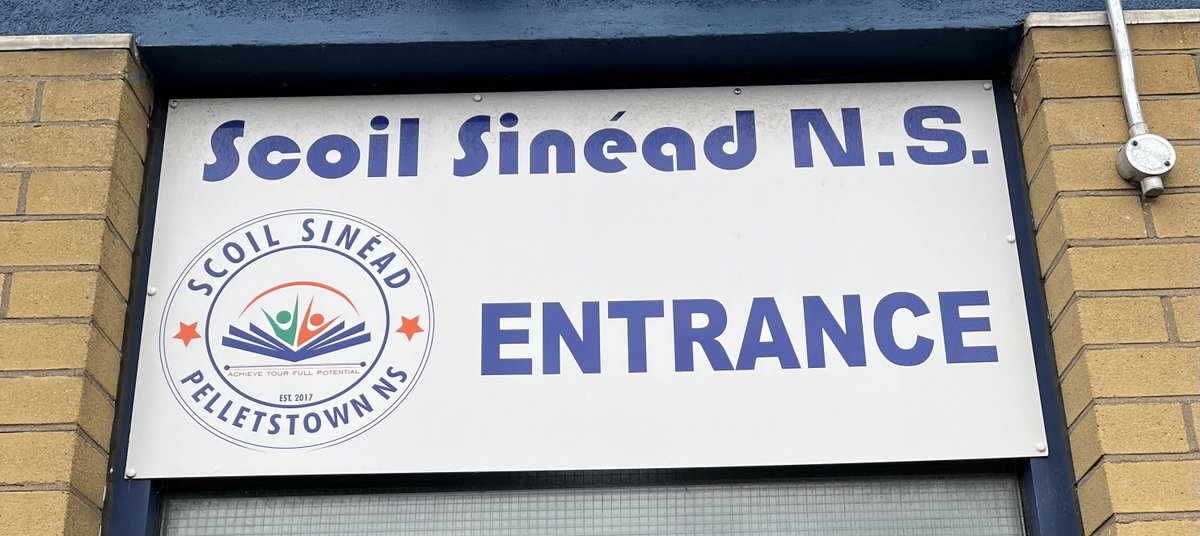 Scoil Sinéad N.S.
SCOIL SINÉAD
ACHIEVE YOUR FULL POTENTIAL
EST. 2017
PELLETSTOWN NS
ENTRANCE